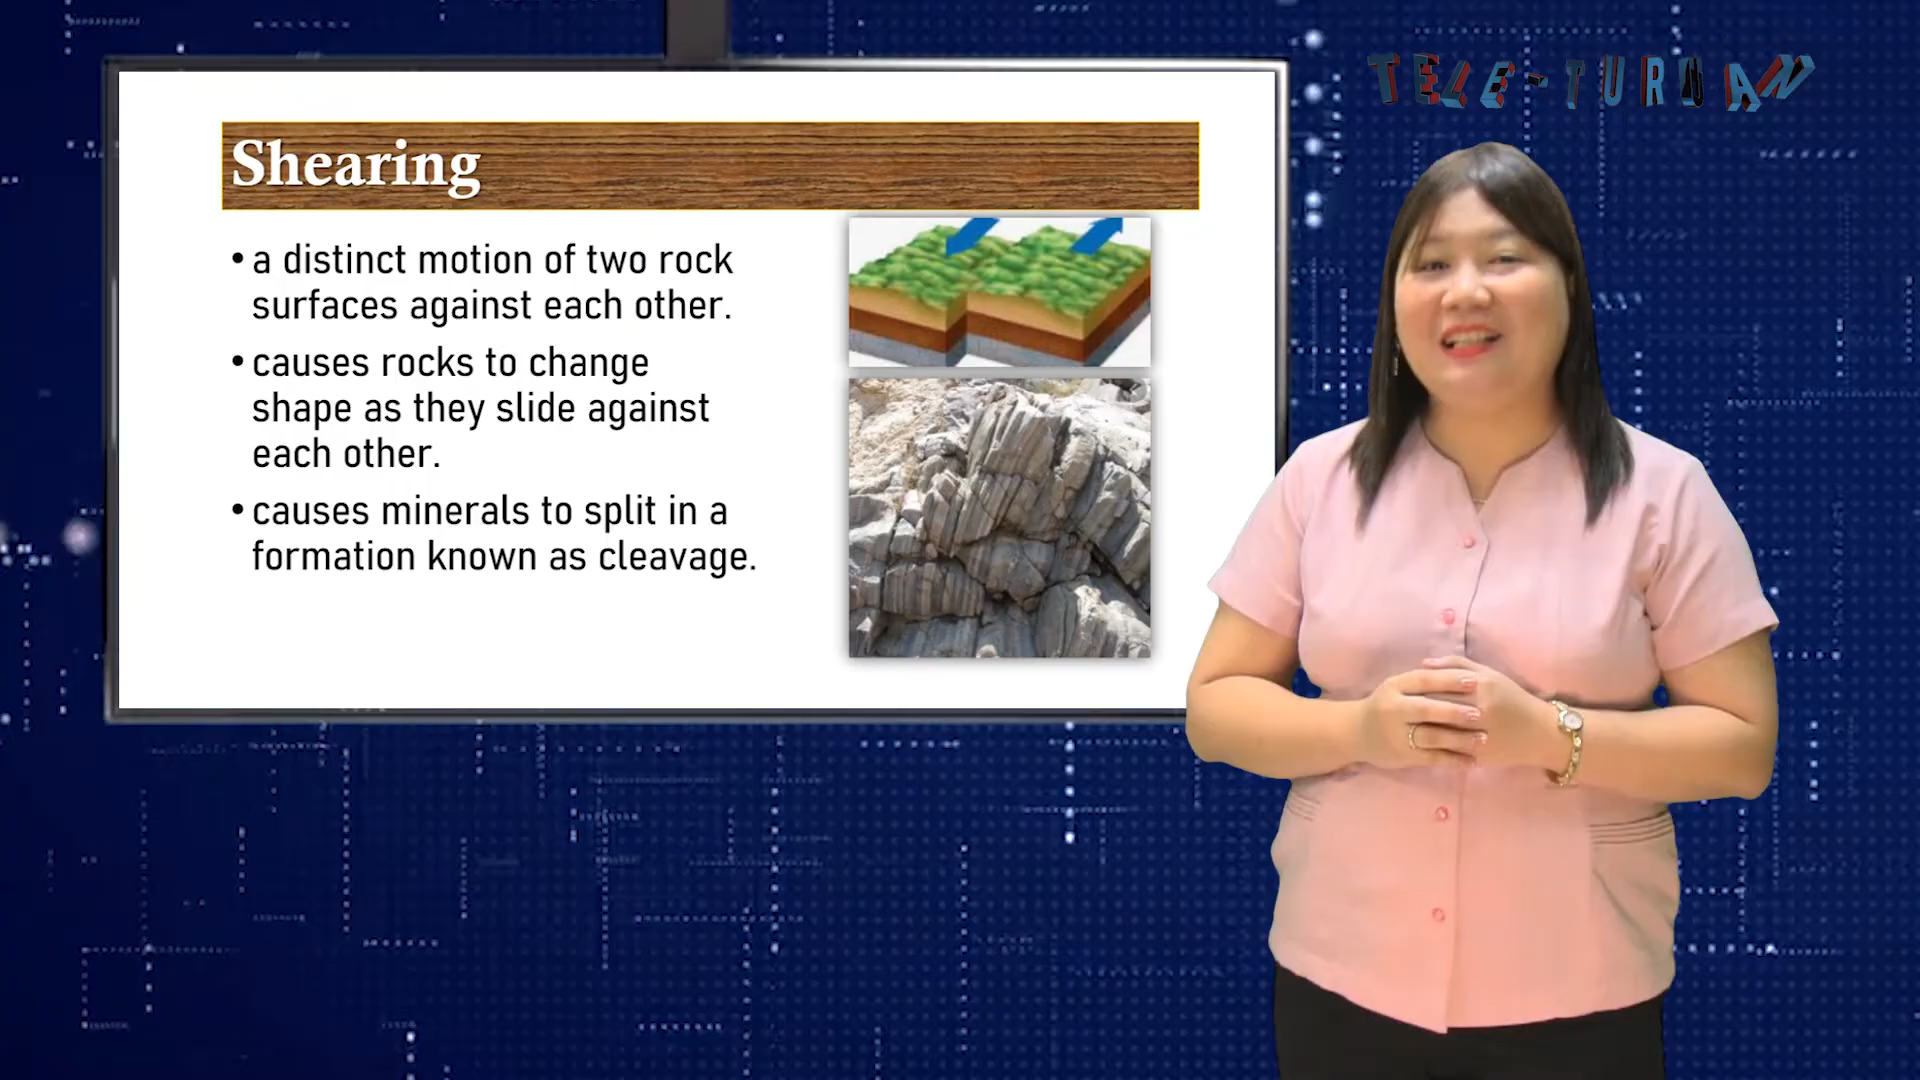 TELE-TURUAN
Shearing
• a distinct motion of two rock
surfaces against each other.
• causes rocks to change
shape as they slide against
each other.
• causes minerals to split in a
formation known as cleavage.